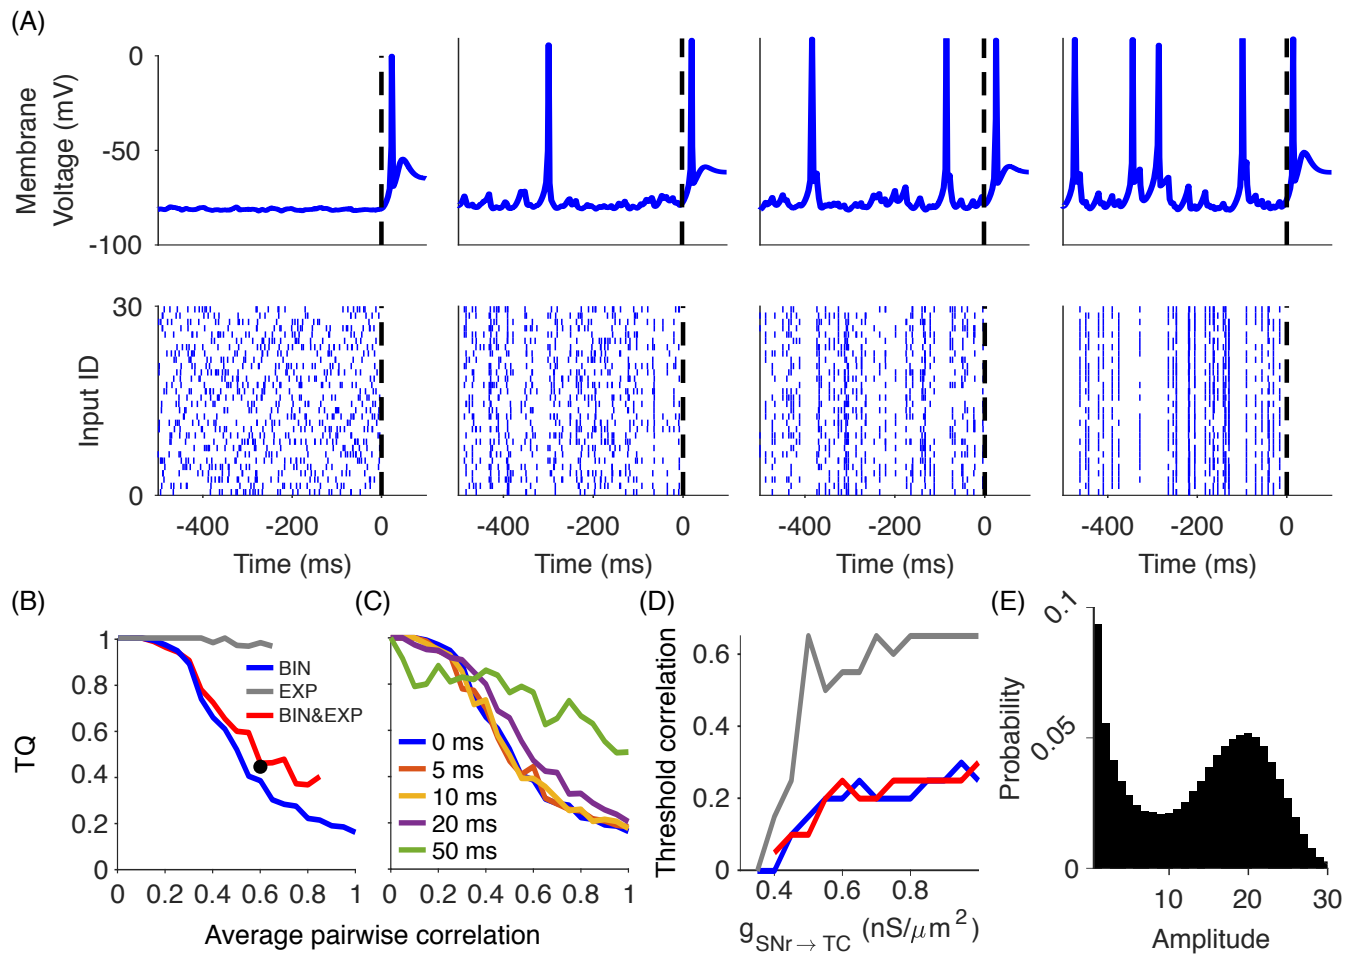 (A)
Membrane
Voltage (mV)
0
-50
-100
Input ID
30
15
0
-400 -200 0
-400 -200 0
-400 -200 0
-400 -200 0
Time (ms)
Time (ms)
Time (ms)
Time (ms)
(B)
TQ
1
0.8
0.6
0.4
0.2
0
BIN
EXP
BIN&EXP
0 0.2 0.4 0.6 0.8 1
(C)
0 ms
5 ms
10 ms
20 ms
50 ms
0 0.2 0.4 0.6 0.8 1
Average pairwise correlation
(D)
Threshold correlation
0.6
0.4
0.2
0
0.4 0.6 0.8
g SNr → TC (nS/μm²)
(E)
Probability
0.1
0.05
0
10 20 30
Amplitude